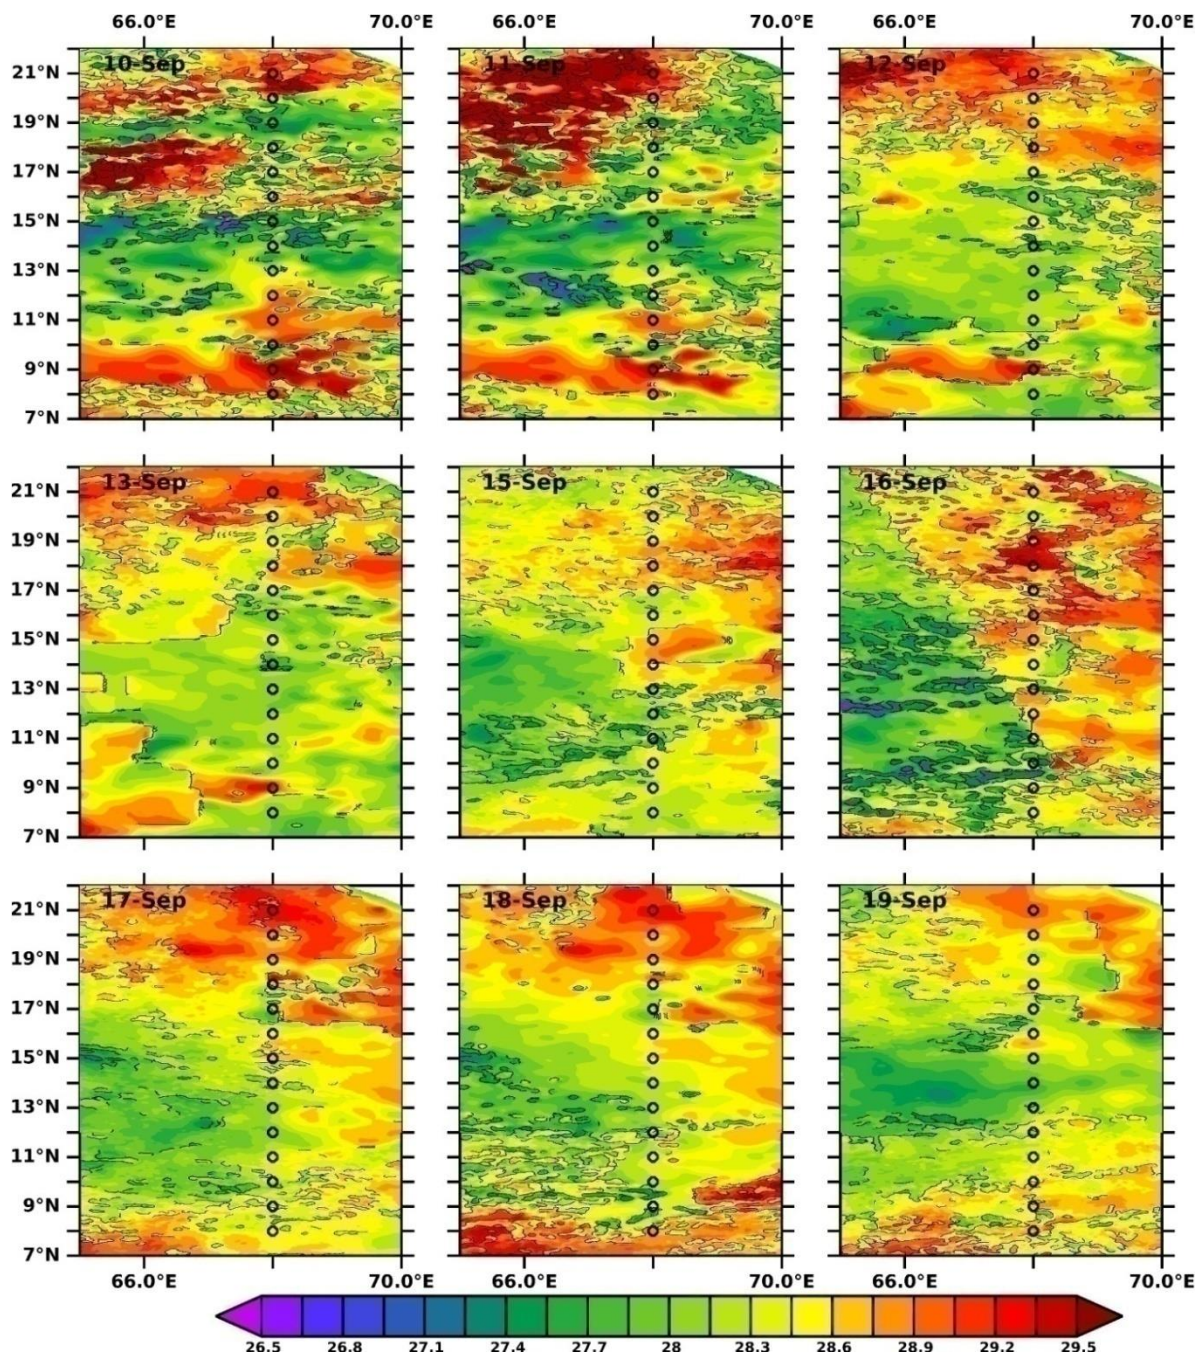 66.0°E 70.0°E 66.0°E 70.0°E 66.0°E 70.0°E
10-Sep 11-Sep 12-Sep
21°N
19°N
17°N
15°N
13°N
11°N
9°N
7°N
13-Sep 15-Sep 16-Sep
21°N
19°N
17°N
15°N
13°N
11°N
9°N
7°N
17-Sep 18-Sep 19-Sep
21°N
19°N
17°N
15°N
13°N
11°N
9°N
7°N
66.0°E 70.0°E 66.0°E 70.0°E 66.0°E 70.0°E
26.5 26.8 27.1 27.4 27.7 28 28.3 28.6 28.9 29.2 29.5